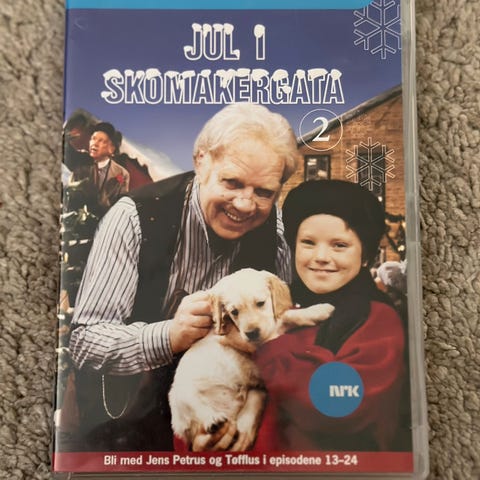 JUL I
SKOMAKERGATA
2
NRK
Bli med Jens Petrus og Tøfflus i episodene 13–24